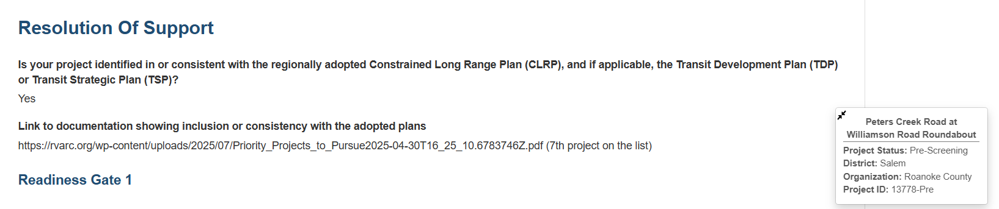 Resolution Of Support
Is your project identified in or consistent with the regionally adopted Constrained Long Range Plan (CLRP), and if applicable, the Transit Development Plan (TDP)
or Transit Strategic Plan (TSP)?
Yes
Link to documentation showing inclusion or consistency with the adopted plans
https://rvarc.org/wp-content/uploads/2025/07/Priority_Projects_to_Pursue2025-04-30T16_25_10.6783746Z.pdf (7th project on the list)
Readiness Gate 1
Peters Creek Road at
Williamson Road Roundabout
Project Status: Pre-Screening
District: Salem
Organization: Roanoke County
Project ID: 13778-Pre